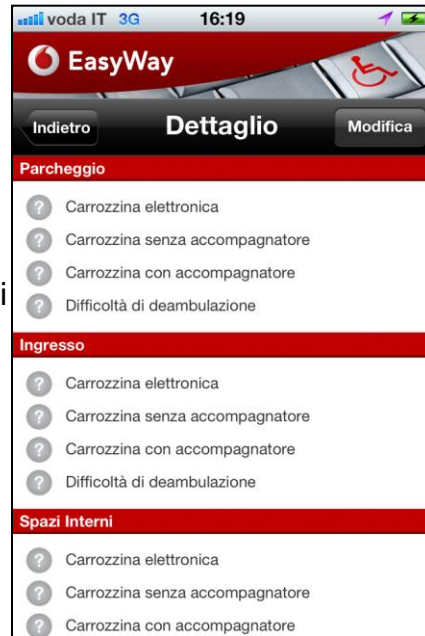 voda IT 3G 16:19
EasyWay
Indietro Dettaglio Modifica
Parcheggio
? Carrozzina elettronica
? Carrozzina senza accompagnatore
? Carrozzina con accompagnatore
i
? Difficoltà di deambulazione
Ingresso
? Carrozzina elettronica
? Carrozzina senza accompagnatore
? Carrozzina con accompagnatore
? Difficoltà di deambulazione
Spazi Interni
? Carrozzina elettronica
? Carrozzina senza accompagnatore
? Carrozzina con accompagnatore